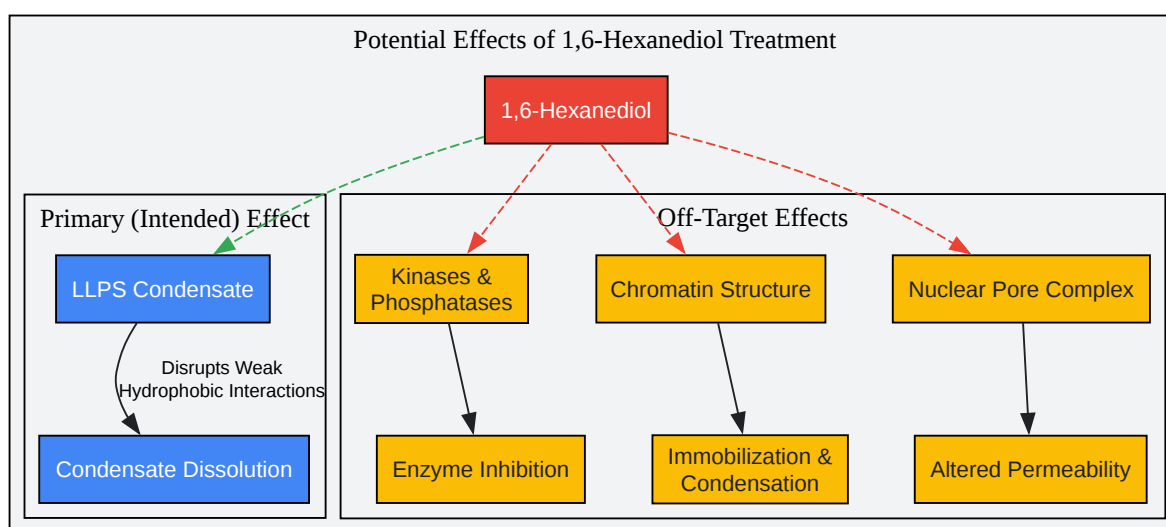 Potential Effects of 1,6-Hexanediol Treatment
1,6-Hexanediol
Primary (Intended) Effect
LLPS Condensate
Disrupts Weak
Hydrophobic Interactions
Condensate Dissolution
Off-Target Effects
Kinases &
Phosphatases
Chromatin Structure
Nuclear Pore Complex
Enzyme Inhibition
Immobilization &
Condensation
Altered Permeability